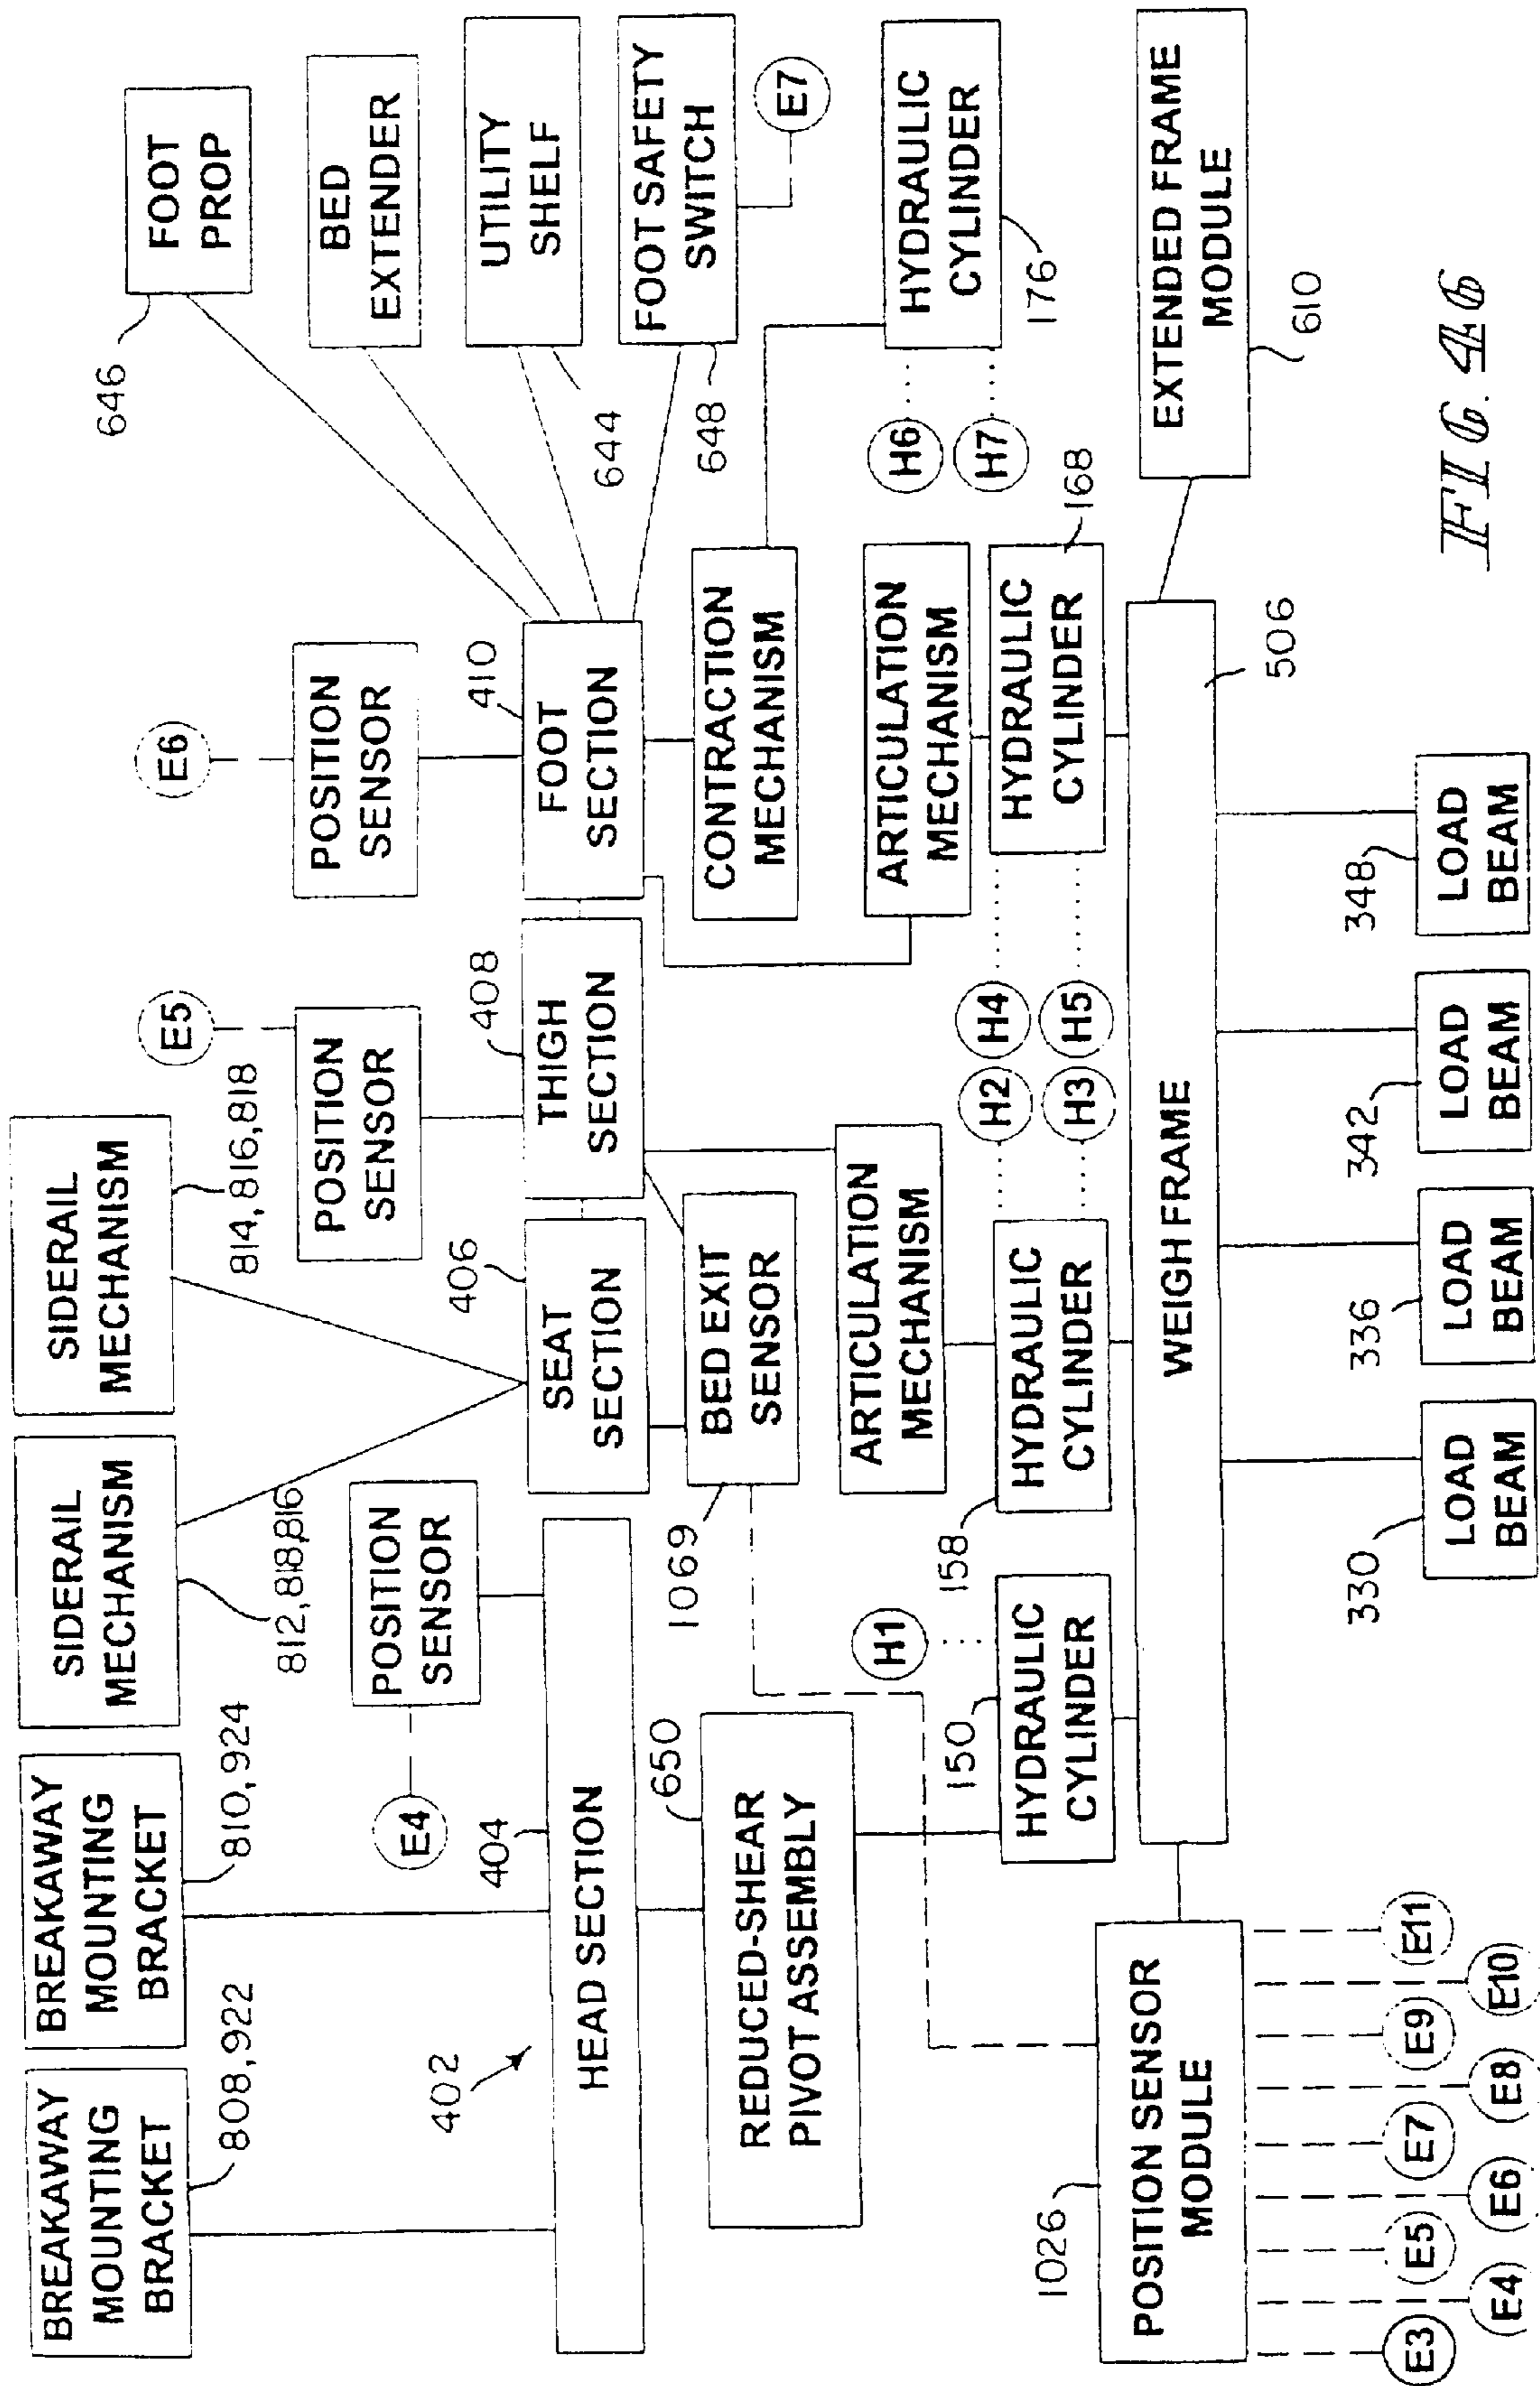 BREAKAWAY
MOUNTING
BRACKET
808,922
BREAKAWAY
MOUNTING
BRACKET
810,924
SIDERAIL
MECHANISM
812,818,816
SIDERAIL
MECHANISM
814,816,818
402
404
HEAD SECTION
E4
POSITION
SENSOR
406
SEAT
SECTION
E5
POSITION
SENSOR
408
THIGH
SECTION
E6
POSITION
SENSOR
410
FOOT
SECTION
646
FOOT
PROP
BED
EXTENDER
UTILITY
SHELF
644
FOOT SAFETY
SWITCH
648
E7
650
REDUCED-SHEAR
PIVOT ASSEMBLY
1069
BED EXIT
SENSOR
CONTRACTION
MECHANISM
HYDRAULIC
CYLINDER
176
H6
H7
H1
150
HYDRAULIC
CYLINDER
ARTICULATION
MECHANISM
158
HYDRAULIC
CYLINDER
H2
H3
H4
H5
ARTICULATION
MECHANISM
HYDRAULIC
CYLINDER
168
1026
POSITION SENSOR
MODULE
WEIGH FRAME
506
EXTENDED FRAME
MODULE
610
E3
E4
E5
E6
E7
E8
E9
E10
E11
330
LOAD
BEAM
336
LOAD
BEAM
342
LOAD
BEAM
348
LOAD
BEAM
FIG. 46